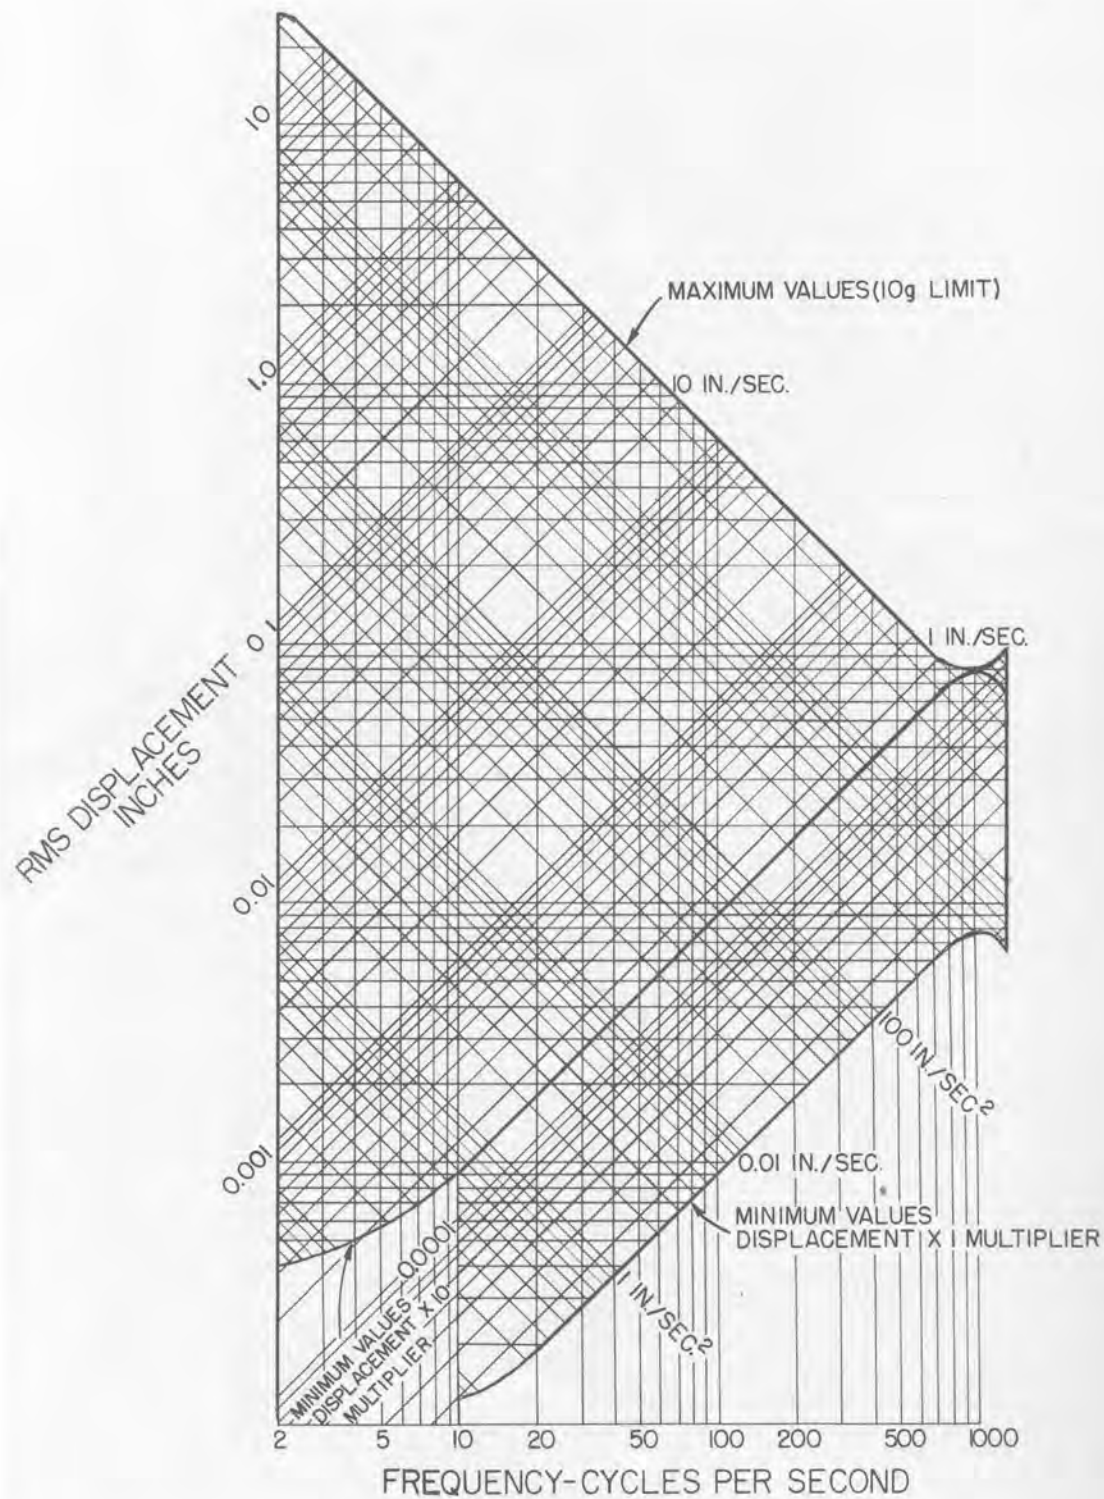 10
MAXIMUM VALUES (10g LIMIT)
1.0
10 IN./SEC.
0.1
1 IN./SEC.
RMS DISPLACEMENT
INCHES
0.01
100 IN./SEC.2
0.001
0.01 IN./SEC.
MINIMUM VALUES
DISPLACEMENT X 1 MULTIPLIER
0.0001
1 IN./SEC.2
MINIMUM VALUES
DISPLACEMENT X 10
MULTIPLIER
2 5 10 20 50 100 200 500 1000
FREQUENCY-CYCLES PER SECOND